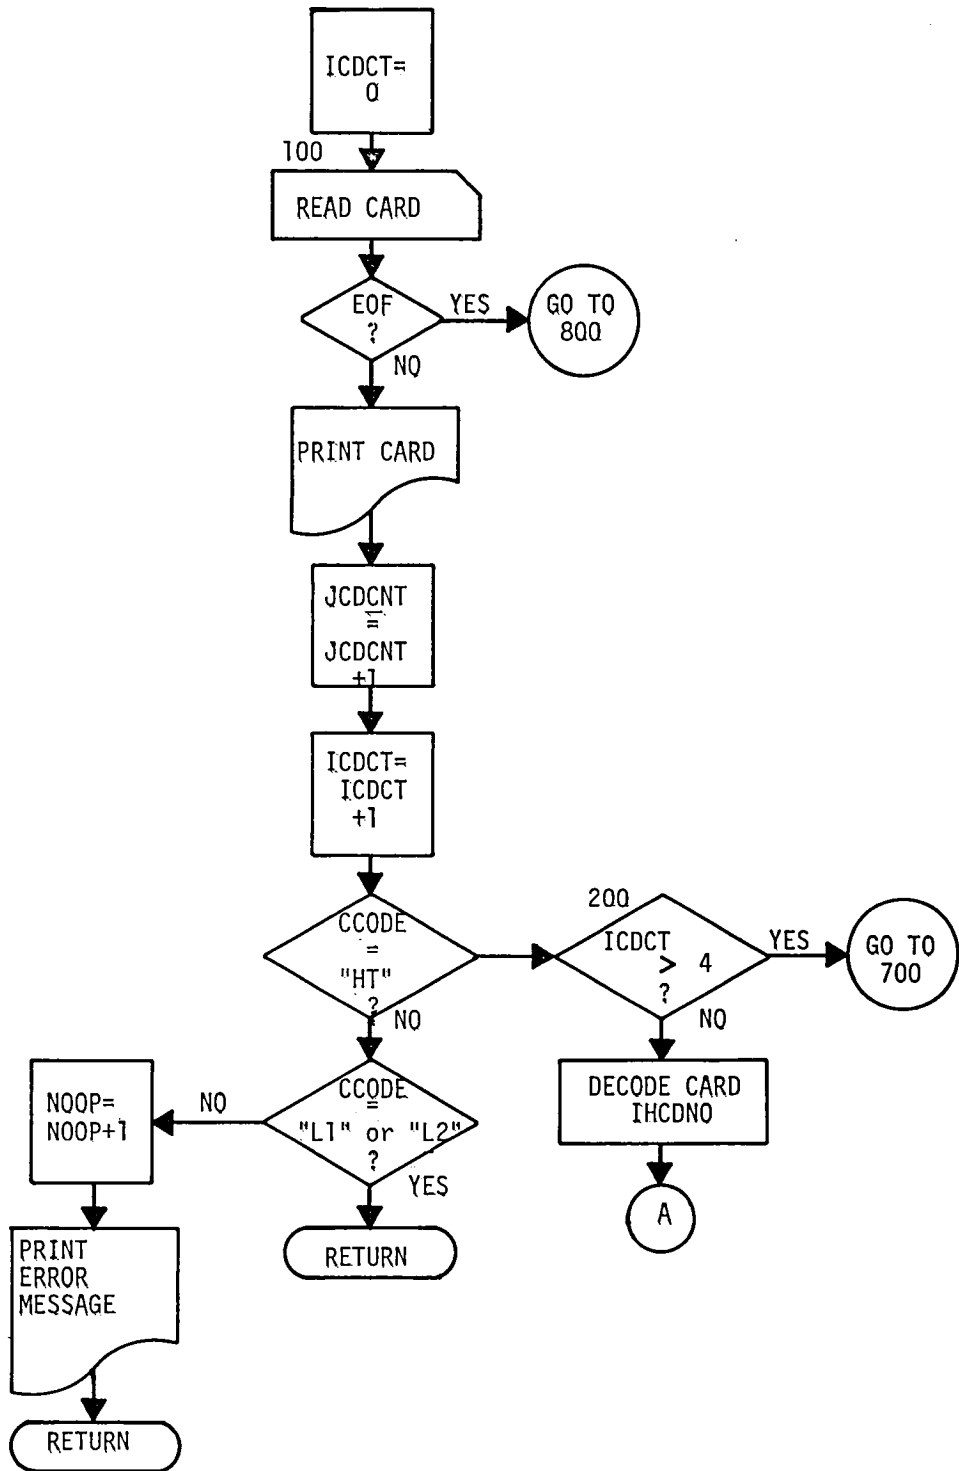 ICDCT=
0
100
READ CARD
EOF
?
YES
GO TO
800
NO
PRINT CARD
JCDCNT
=
JCDCNT
+1
ICDCT=
ICDCT
+1
CCODE
=
"HT"
?
NO
200
ICDCT
> 4
?
YES
GO TO
700
NO
DECODE CARD
IHCDNO
A
CCODE
=
"L1" or "L2"
?
YES
RETURN
NO
NOOP=
NOOP+1
PRINT
ERROR
MESSAGE
RETURN